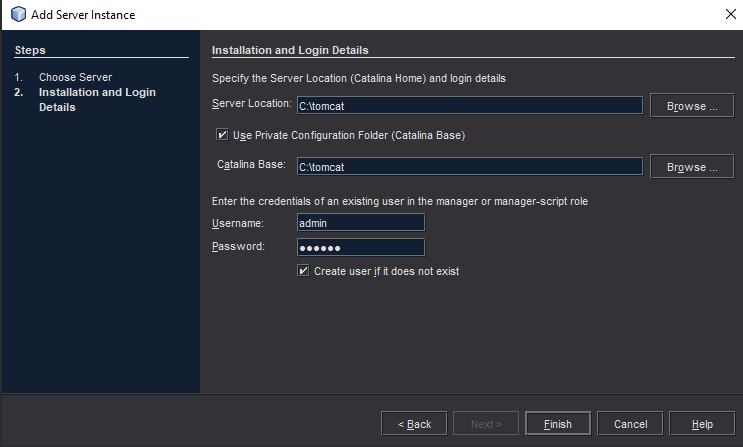 Add Server Instance
Steps
1. Choose Server
2. Installation and Login
Details
Installation and Login Details
Specify the Server Location (Catalina Home) and login details
Server Location: C:\tomcat Browse ...
Use Private Configuration Folder (Catalina Base)
Catalina Base: C:\tomcat Browse ...
Enter the credentials of an existing user in the manager or manager-script role
Username: admin
Password: ●●●●●●
Create user if it does not exist
< Back Next > Finish Cancel Help